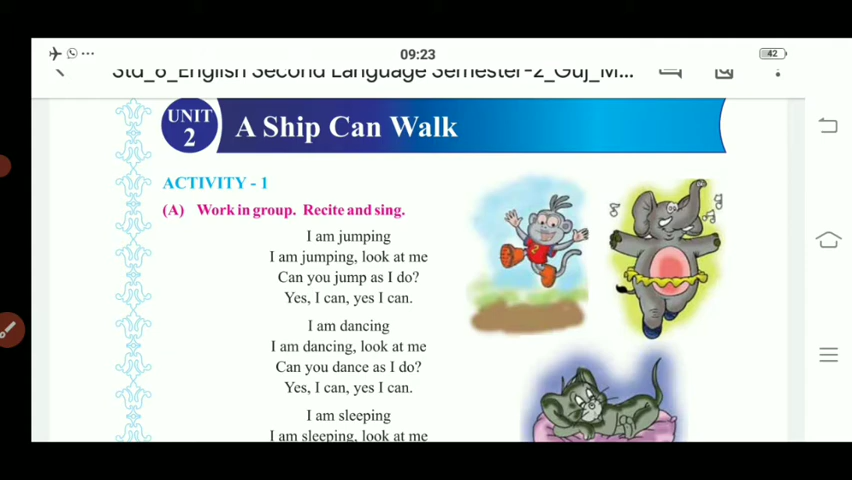 09:23
42
Std_6_English Second Language Semester-2_Guj_M...
UNIT
2
A Ship Can Walk
ACTIVITY - 1
(A) Work in group. Recite and sing.
I am jumping
I am jumping, look at me
Can you jump as I do?
Yes, I can, yes I can.
I am dancing
I am dancing, look at me
Can you dance as I do?
Yes, I can, yes I can.
I am sleeping
I am sleeping, look at me
2